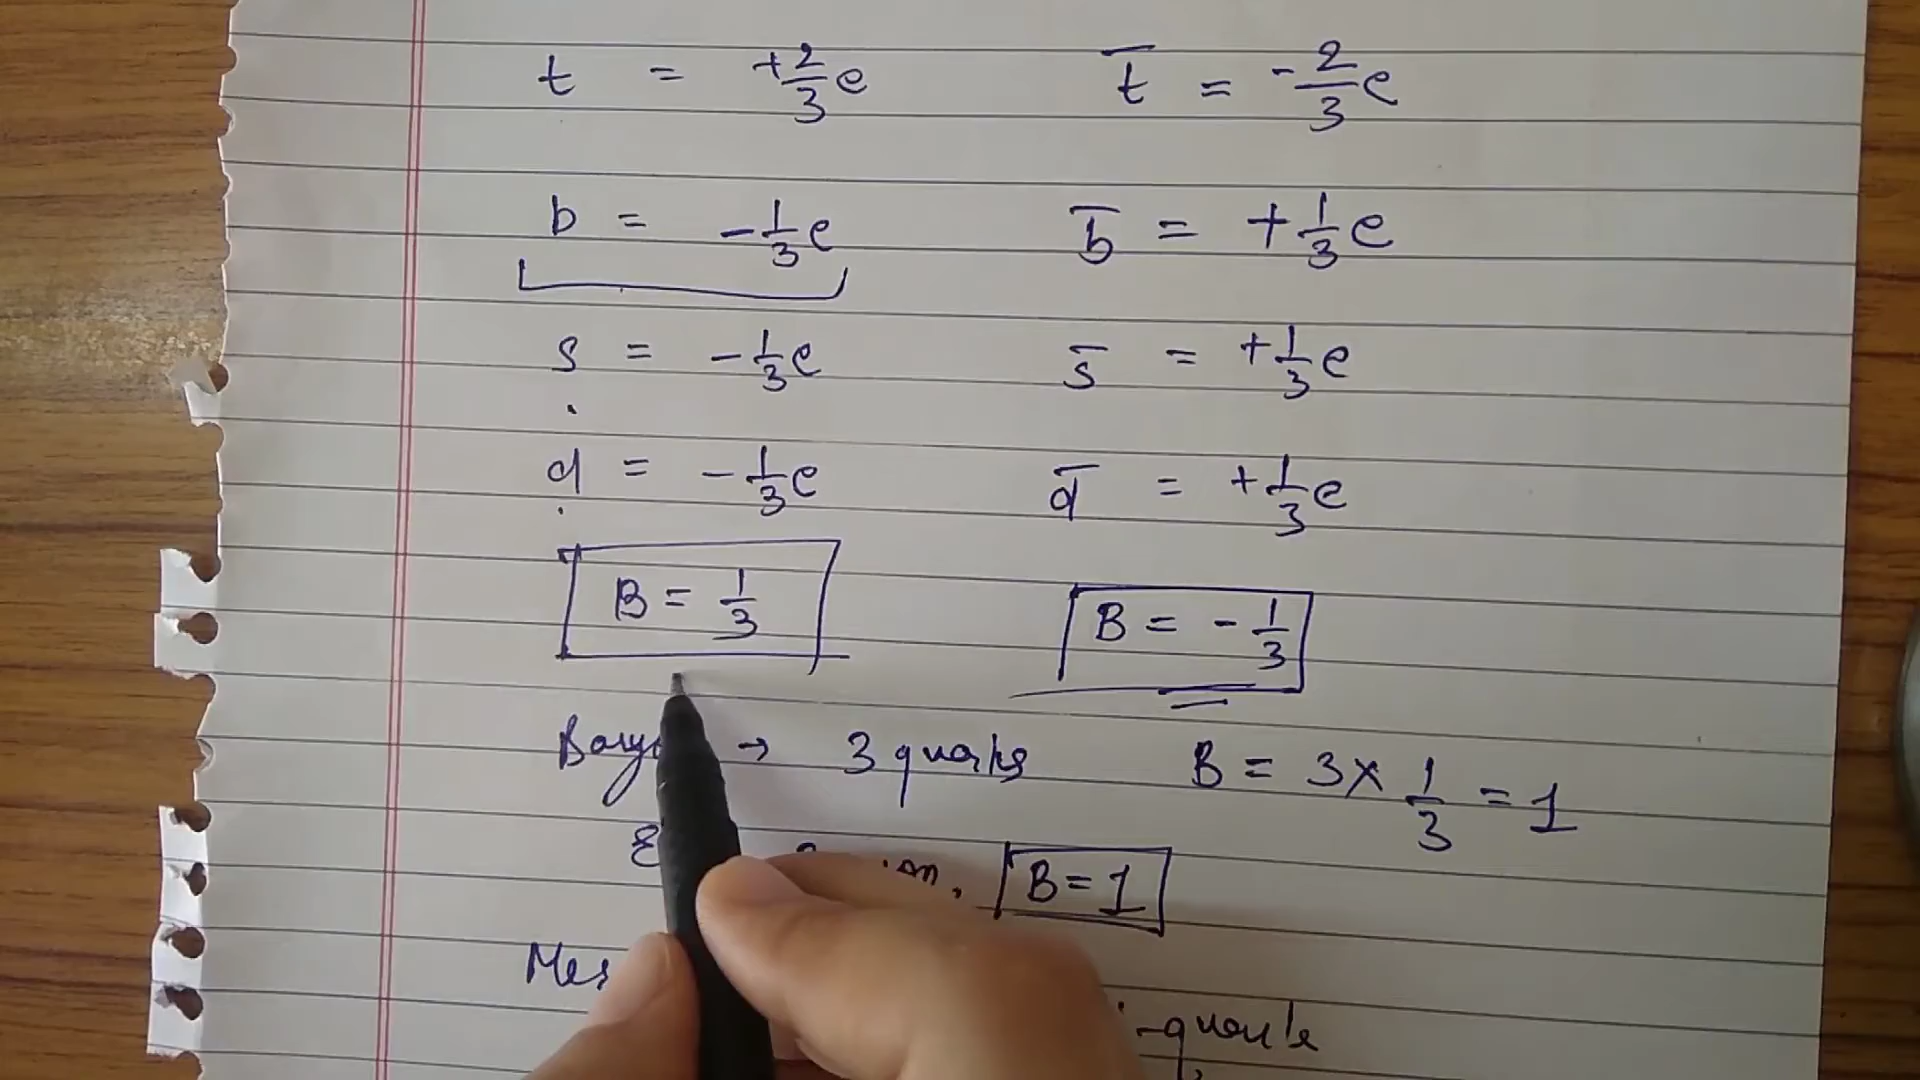 t = +2/3 e t̅ = -2/3 e
b = -1/3 e b̅ = +1/3 e
s = -1/3 e s̅ = +1/3 e
d = -1/3 e d̅ = +1/3 e
B = 1/3 B = -1/3
→ 3 quarks B = 3 x 1/3 = 1
B = 1
-quark